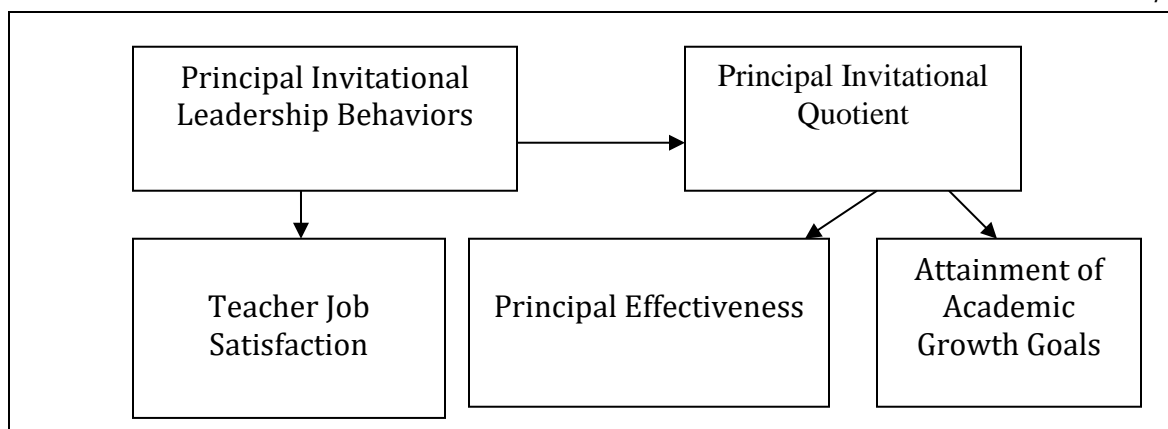 Principal Invitational
Leadership Behaviors
Principal Invitational
Quotient
Teacher Job
Satisfaction
Principal Effectiveness
Attainment of
Academic
Growth Goals